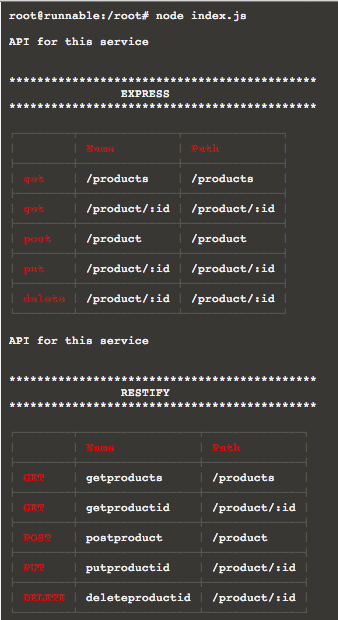 root@runnable:/root# node index.js
API for this service
********************************************
EXPRESS
********************************************
Name Path
get /products /products
get /product/:id /product/:id
post /product /product
put /product/:id /product/:id
delete /product/:id /product/:id
API for this service
********************************************
RESTIFY
********************************************
Name Path
GET getproducts /products
GET getproductid /product/:id
POST postproduct /product
PUT putproductid /product/:id
DELETE deleteproductid /product/:id